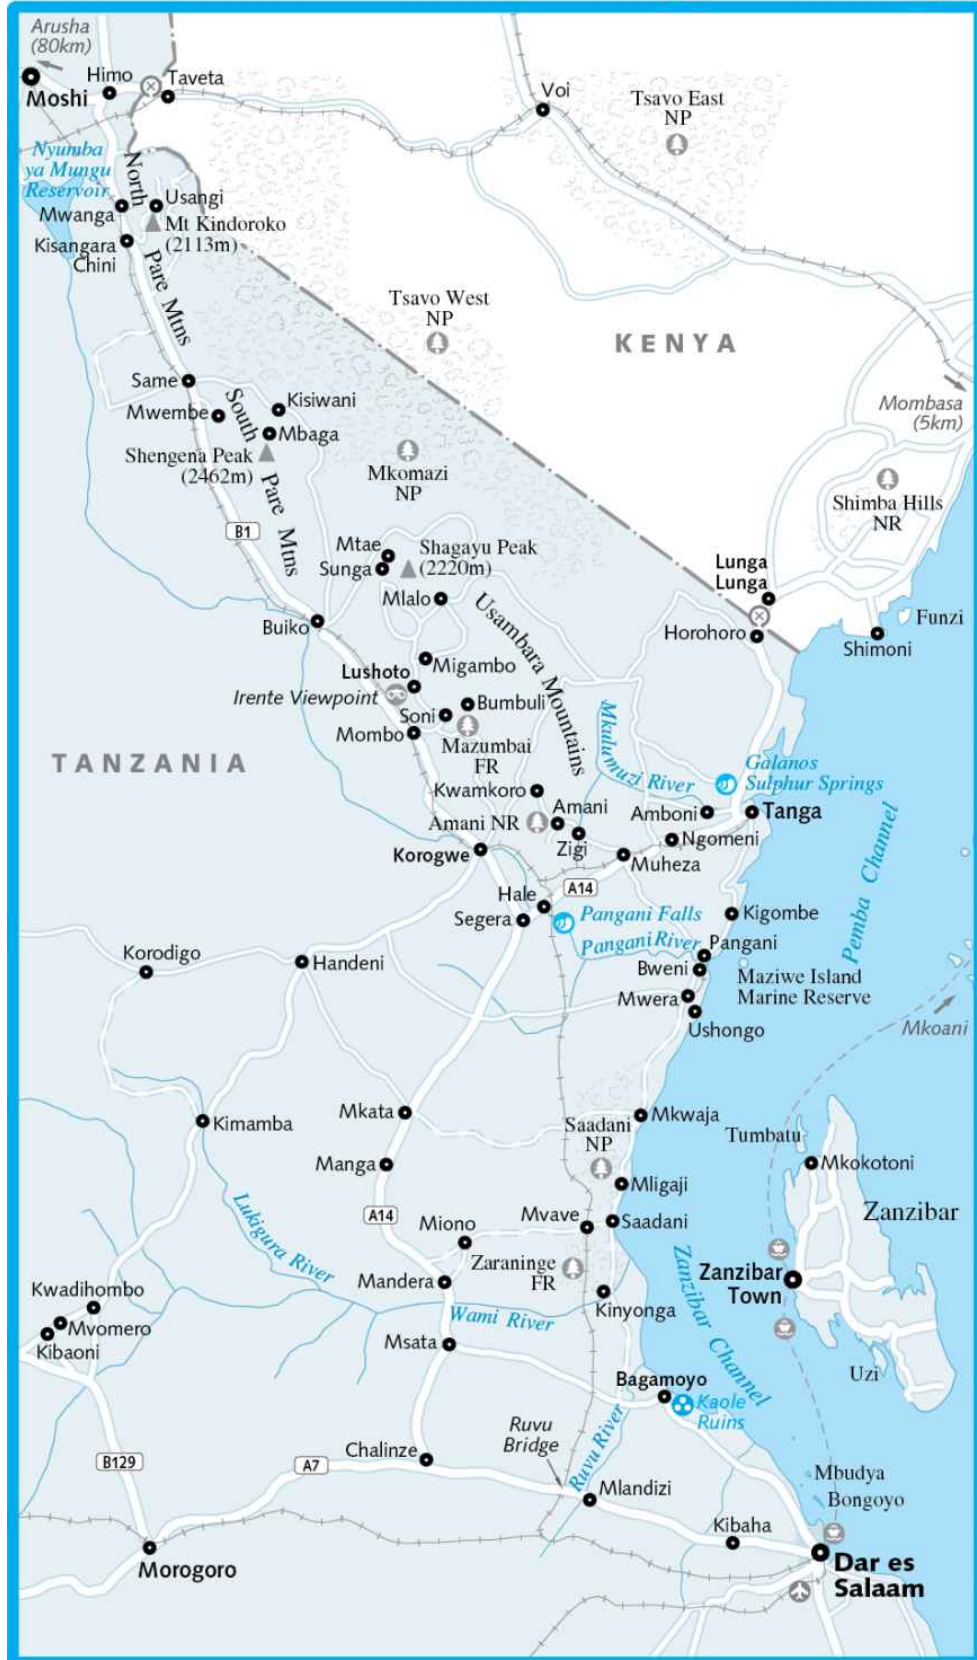 Arusha
(80km)
Himo
Taveta
Moshi
Voi
Tsavo East
NP
Nyumba
ya Mungu
Reservoir
North
Pare Mtns
Usangi
Mwanga
Mt Kindoroko
(2113m)
Kisangara
Chini
Tsavo West
NP
KENYA
Same
Kisiwani
Mwembe
South
Pare Mtns
Mbaga
Shengena Peak
(2462m)
Mombasa
(5km)
Mkomazi
NP
Shimba Hills
NR
B1
Mtae
Shagayu Peak
(2220m)
Sunga
Lunga
Lunga
Mlalo
Usambara Mountains
Funzi
Buiko
Horohoro
Shimoni
Migambo
Lushoto
Irente Viewpoint
Bumbuli
Soni
Mombo
Mazumbai
FR
TANZANIA
Mkulumuzi River
Galanos
Sulphur Springs
Kwamkoro
Amani
Amboni
Tanga
Amani NR
Zigi
Ngomeni
Korogwe
Muheza
Pemba Channel
A14
Hale
Segera
Pangani Falls
Kigombe
Pangani River
Pangani
Korodigo
Handeni
Bweni
Maziwe Island
Marine Reserve
Mwera
Ushongo
Mkoani
Mkata
Mkwaja
Kimamba
Saadani
NP
Tumbatu
Manga
Mkokotoni
Mligaji
Lukigura River
A14
Miono
Mvave
Saadani
Zanzibar
Zaraninge
FR
Zanzibar Channel
Mandera
Zanzibar
Town
Kwadihombo
Kinyonga
Wami River
Mvomero
Kibaoni
Msata
Uzi
Bagamoyo
Kaole
Ruins
Ruvu
Bridge
Ruvu River
Chalinze
B129
A7
Mbudya
Mlandizi
Bongoyo
Kibaha
Morogoro
Dar es
Salaam